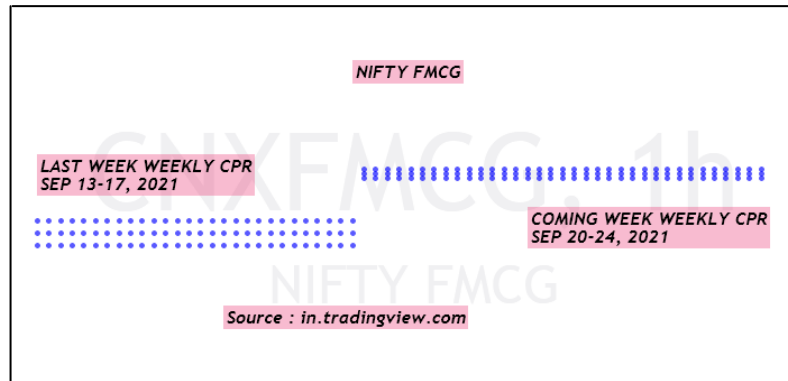 NIFTY FMCG
CNXFMCG, 1h
LAST WEEK WEEKLY CPR
SEP 13-17, 2021
COMING WEEK WEEKLY CPR
SEP 20-24, 2021
NIFTY FMCG
Source : in.tradingview.com